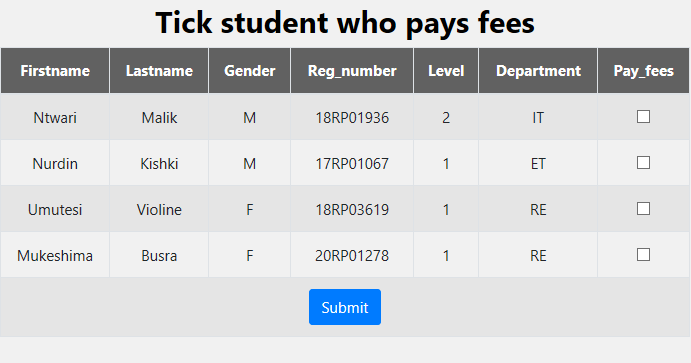 Tick student who pays fees
Firstname Lastname Gender Reg_number Level Department Pay_fees
Ntwari Malik M 18RP01936 2 IT
Nurdin Kishki M 17RP01067 1 ET
Umutesi Violine F 18RP03619 1 RE
Mukeshima Busra F 20RP01278 1 RE
Submit